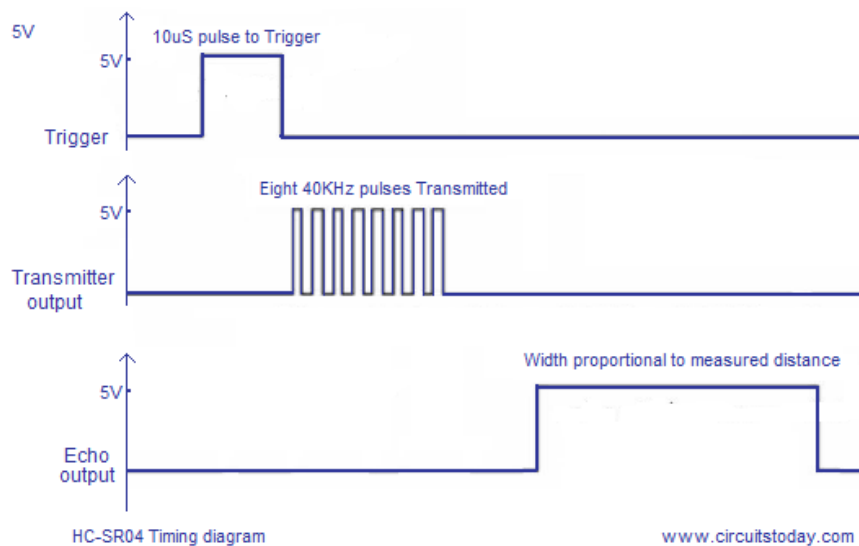 5V
10uS pulse to Trigger
5V
Trigger
Eight 40KHz pulses Transmitted
5V
Transmitter
output
Width proportional to measured distance
5V
Echo
output
HC-SR04 Timing diagram
www.circuitstoday.com